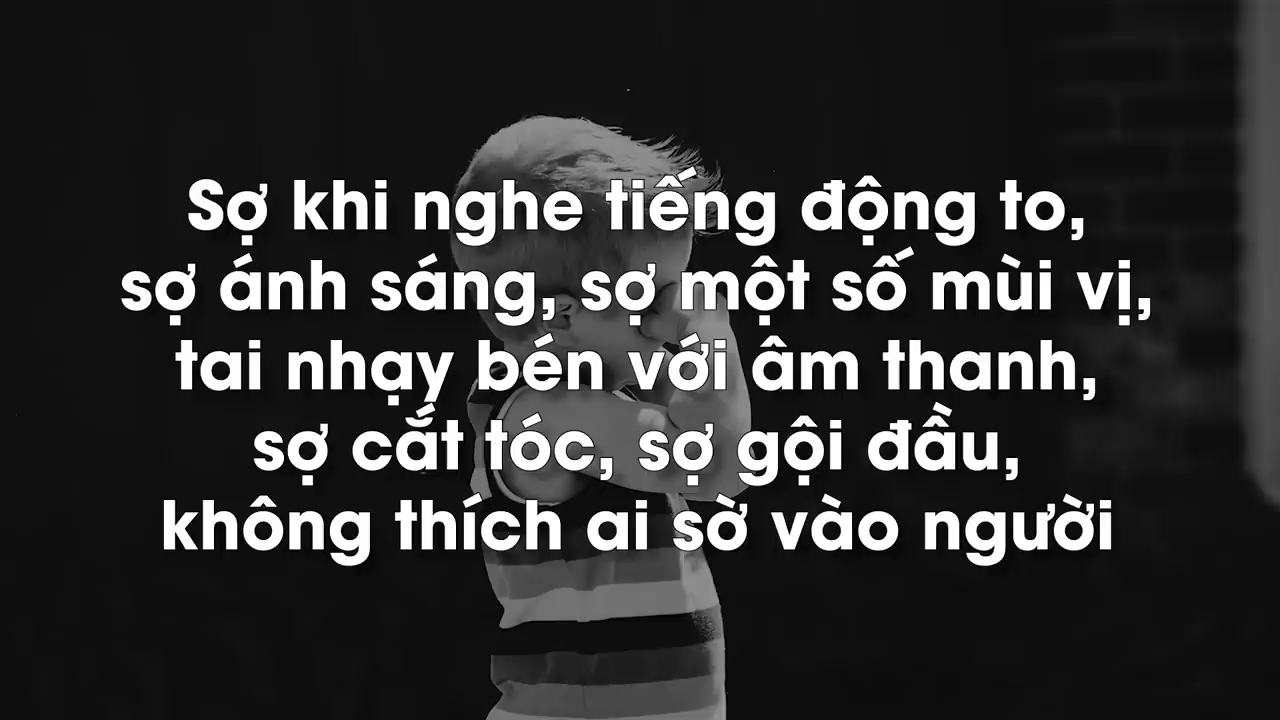 Sợ khi nghe tiếng động to,
sợ ánh sáng, sợ một số mùi vị,
tai nhạy bén với âm thanh,
sợ cắt tóc, sợ gội đầu,
không thích ai sờ vào người